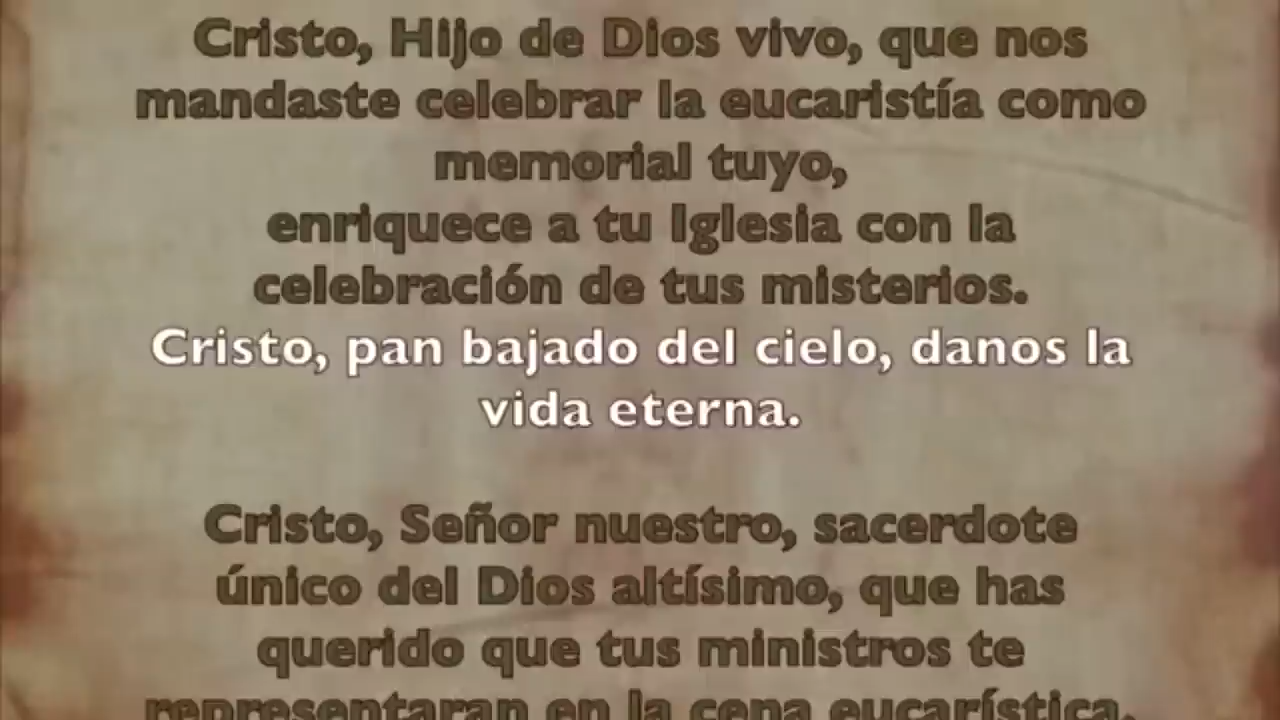 Cristo, Hijo de Dios vivo, que nos
mandaste celebrar la eucaristía como
memorial tuyo,
enriquece a tu Iglesia con la
celebración de tus misterios.
Cristo, pan bajado del cielo, danos la
vida eterna.
Cristo, Señor nuestro, sacerdote
único del Dios altísimo, que has
querido que tus ministros te
representaran en la cena eucarística,